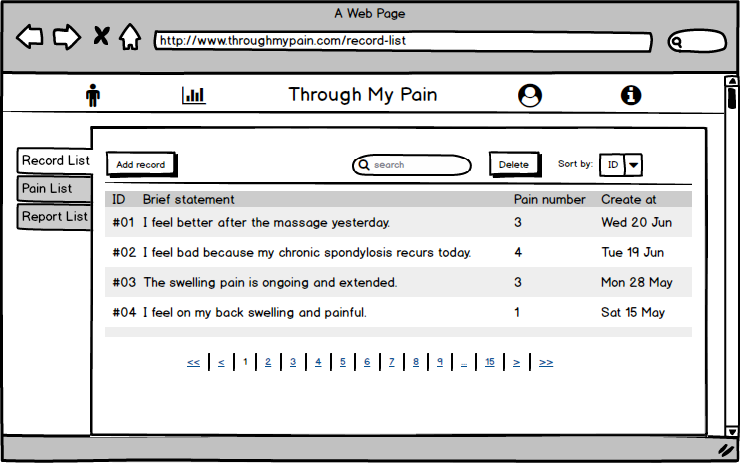 A Web Page
http://www.throughmypain.com/record-list
Through My Pain
Record List
Pain List
Report List
Add record
search
Delete
Sort by:
ID
ID Brief statement Pain number Create at
#01 I feel better after the massage yesterday. 3 Wed 20 Jun
#02 I feel bad because my chronic spondylosis recurs today. 4 Tue 19 Jun
#03 The swelling pain is ongoing and extended. 3 Mon 28 May
#04 I feel on my back swelling and painful. 1 Sat 15 May
<< | < | 1 | 2 | 3 | 4 | 5 | 6 | 7 | 8 | 9 | ... | 15 | > | >>